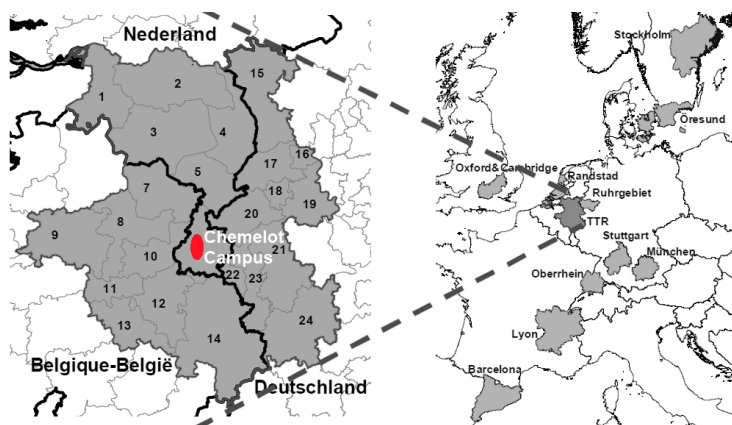 Nederland
15
2
1
3
4
16
17
5
7
18
19
8
20
9
Chemelot
Campus
21
10
22
23
11
12
13
24
14
Belgique-België
Deutschland
Stockholm
Öresund
Oxford&Cambridge
Randstad
Ruhrgebiet
TTR
Stuttgart
München
Oberrhein
Lyon
Barcelona